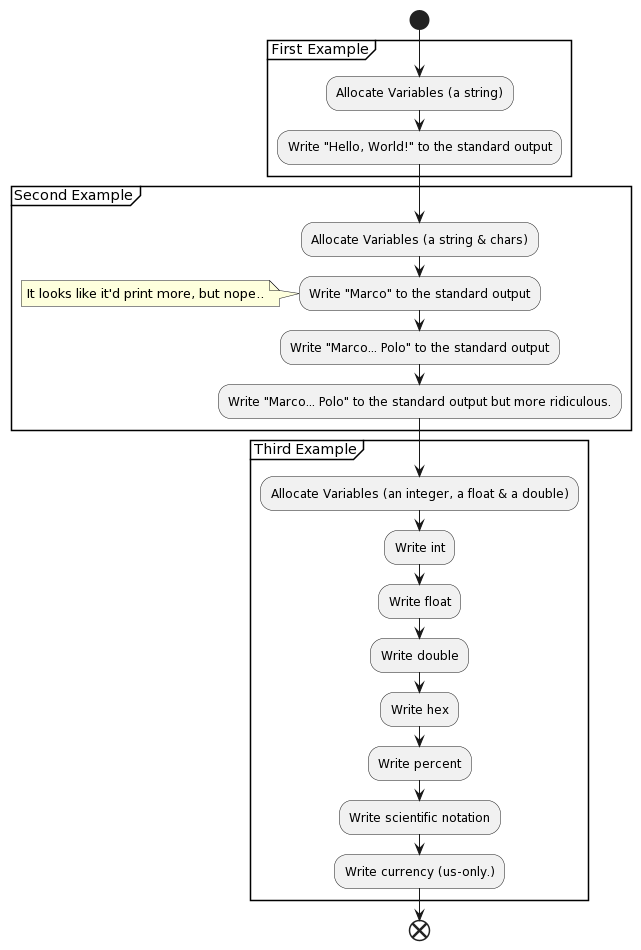 First Example
Allocate Variables (a string)
Write "Hello, World!" to the standard output
Second Example
Allocate Variables (a string & chars)
It looks like it'd print more, but nope..
Write "Marco" to the standard output
Write "Marco... Polo" to the standard output
Write "Marco... Polo" to the standard output but more ridiculous.
Third Example
Allocate Variables (an integer, a float & a double)
Write int
Write float
Write double
Write hex
Write percent
Write scientific notation
Write currency (us-only.)